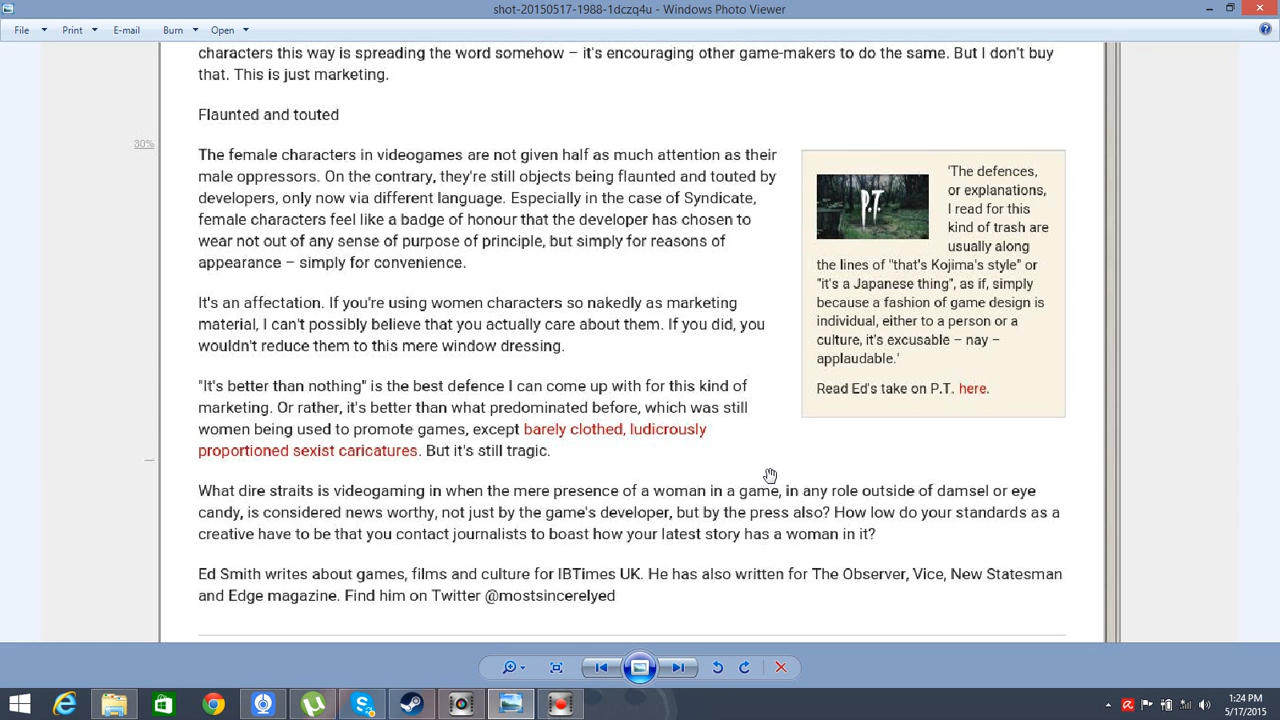 shot-20150517-1988-1dczq4u - Windows Photo Viewer
File Print E-mail Burn Open
characters this way is spreading the word somehow – it's encouraging other game-makers to do the same. But I don't buy
that. This is just marketing.
Flaunted and touted
30%
The female characters in videogames are not given half as much attention as their
male oppressors. On the contrary, they're still objects being flaunted and touted by
developers, only now via different language. Especially in the case of Syndicate,
female characters feel like a badge of honour that the developer has chosen to
wear not out of any sense of purpose of principle, but simply for reasons of
appearance – simply for convenience.
It's an affectation. If you're using women characters so nakedly as marketing
material, I can't possibly believe that you actually care about them. If you did, you
wouldn't reduce them to this mere window dressing.
"It's better than nothing" is the best defence I can come up with for this kind of
marketing. Or rather, it's better than what predominated before, which was still
women being used to promote games, except barely clothed, ludicrously
proportioned sexist caricatures. But it's still tragic.
P.T.
'The defences,
or explanations,
I read for this
kind of trash are
usually along
the lines of "that's Kojima's style" or
"it's a Japanese thing", as if, simply
because a fashion of game design is
individual, either to a person or a
culture, it's excusable – nay –
applaudable.'
Read Ed's take on P.T. here.
What dire straits is videogaming in when the mere presence of a woman in a game, in any role outside of damsel or eye
candy, is considered news worthy, not just by the game's developer, but by the press also? How low do your standards as a
creative have to be that you contact journalists to boast how your latest story has a woman in it?
Ed Smith writes about games, films and culture for IBTimes UK. He has also written for The Observer, Vice, New Statesman
and Edge magazine. Find him on Twitter @mostsincerelyed
1:24 PM
5/17/2015